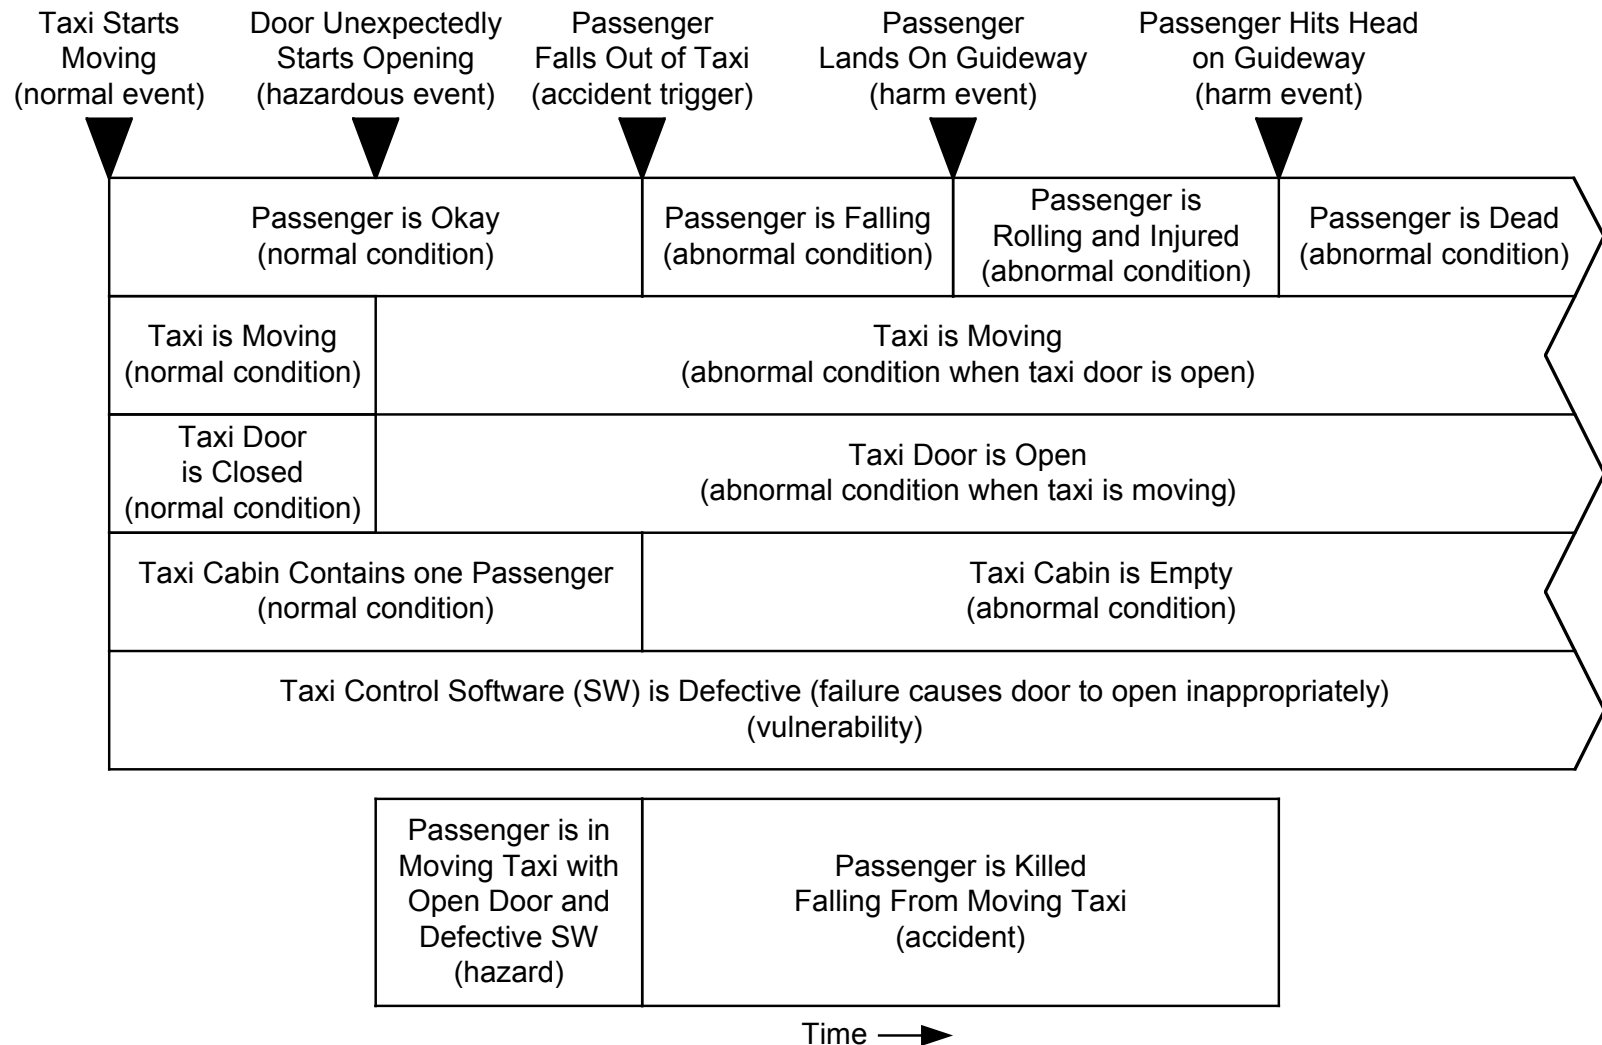 Taxi Starts
Moving
(normal event)
Door Unexpectedly
Starts Opening
(hazardous event)
Passenger
Falls Out of Taxi
(accident trigger)
Passenger
Lands On Guideway
(harm event)
Passenger Hits Head
on Guideway
(harm event)
Passenger is Okay
(normal condition)
Passenger is Falling
(abnormal condition)
Passenger is
Rolling and Injured
(abnormal condition)
Passenger is Dead
(abnormal condition)
Taxi is Moving
(normal condition)
Taxi is Moving
(abnormal condition when taxi door is open)
Taxi Door
is Closed
(normal condition)
Taxi Door is Open
(abnormal condition when taxi is moving)
Taxi Cabin Contains one Passenger
(normal condition)
Taxi Cabin is Empty
(abnormal condition)
Taxi Control Software (SW) is Defective (failure causes door to open inappropriately)
(vulnerability)
Passenger is in
Moving Taxi with
Open Door and
Defective SW
(hazard)
Passenger is Killed
Falling From Moving Taxi
(accident)
Time